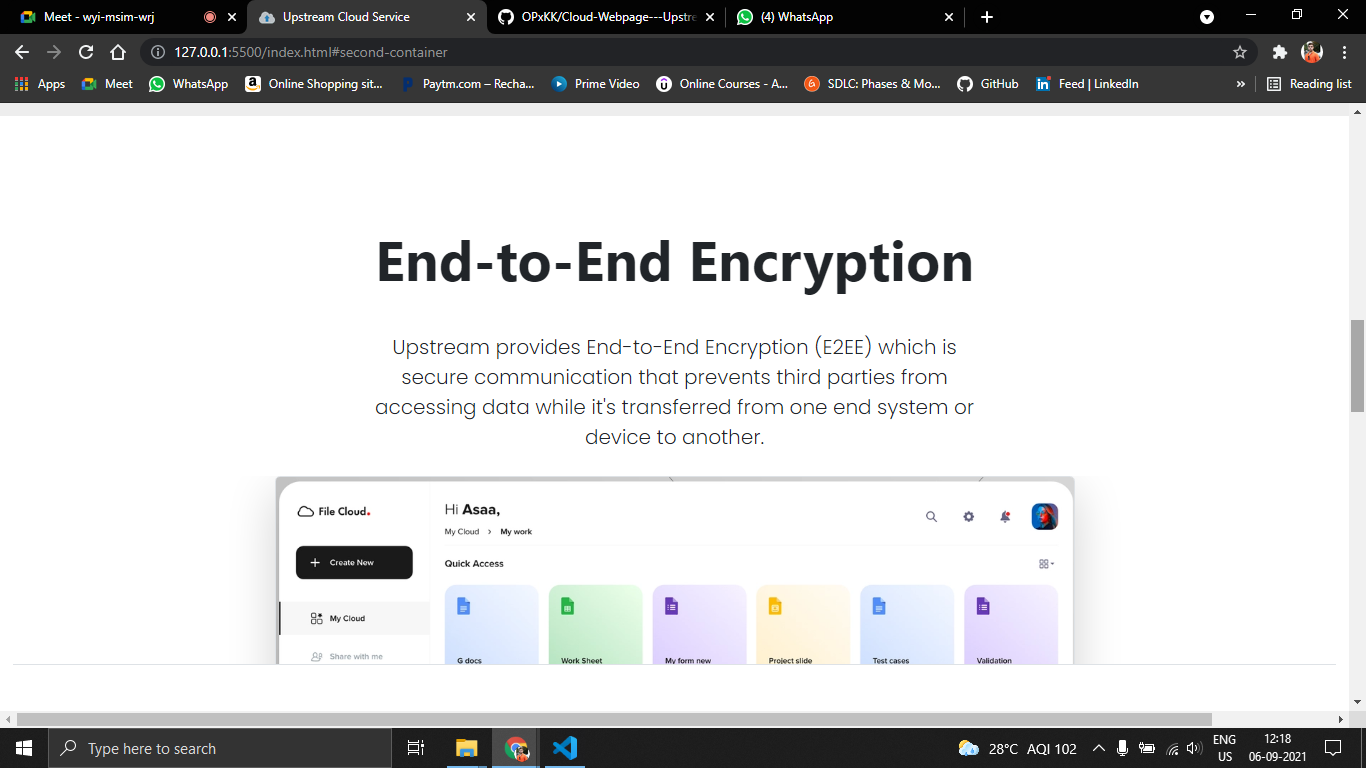 Meet - wyi-msim-wrj
Upstream Cloud Service
OPxKK/Cloud-Webpage---Upstre
(4) WhatsApp
127.0.0.1:5500/index.html#second-container
Apps
Meet
WhatsApp
Online Shopping sit...
Paytm.com – Recha...
Prime Video
Online Courses - A...
SDLC: Phases & Mo...
GitHub
Feed | LinkedIn
»
Reading list
End-to-End Encryption
Upstream provides End-to-End Encryption (E2EE) which is
secure communication that prevents third parties from
accessing data while it's transferred from one end system or
device to another.
File Cloud.
Hi Asaa,
My Cloud > My work
+ Create New
Quick Access
My Cloud
Share with me
G docs
Work Sheet
My form new
Project slide
Test cases
Validation
Type here to search
28°C AQI 102
ENG
US
12:18
06-09-2021